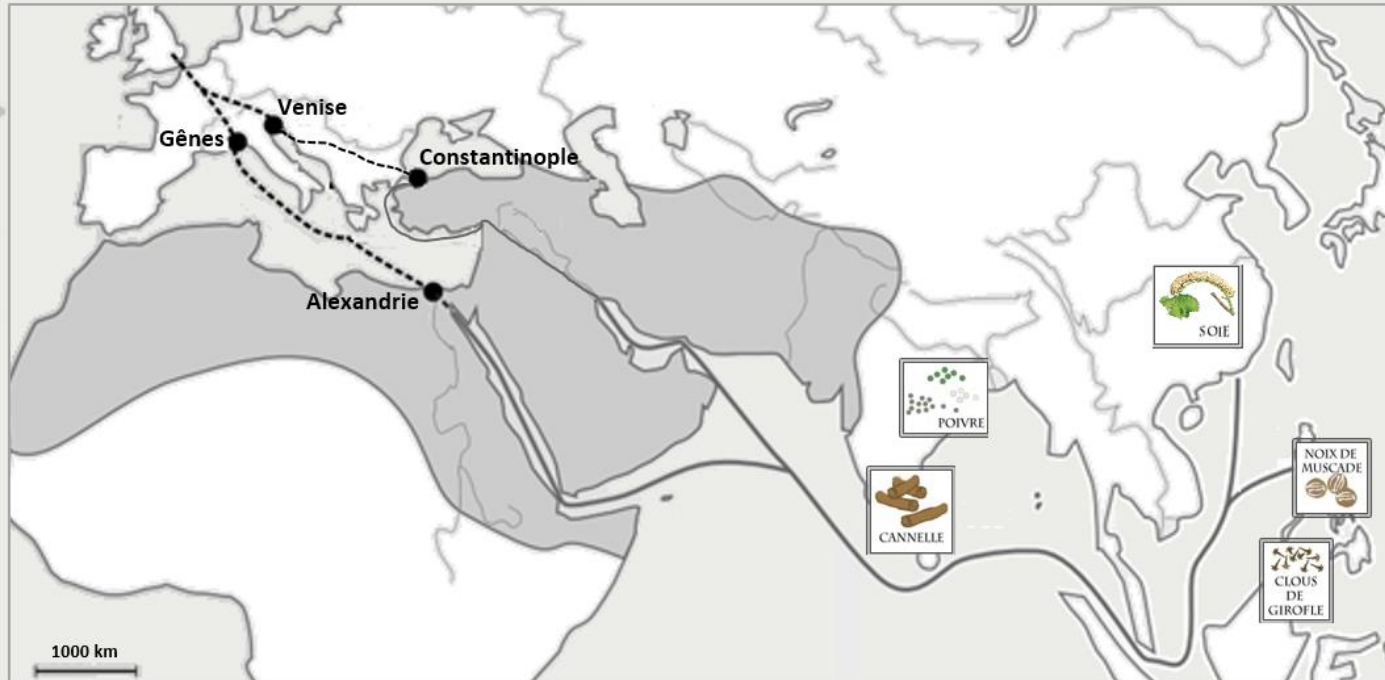 Venise
Gênes
Constantinople
Alexandrie
SOIE
POIVRE
NOIX DE
MUSCADE
CANNELLE
CLOUS
DE
GIROFLE
1000 km